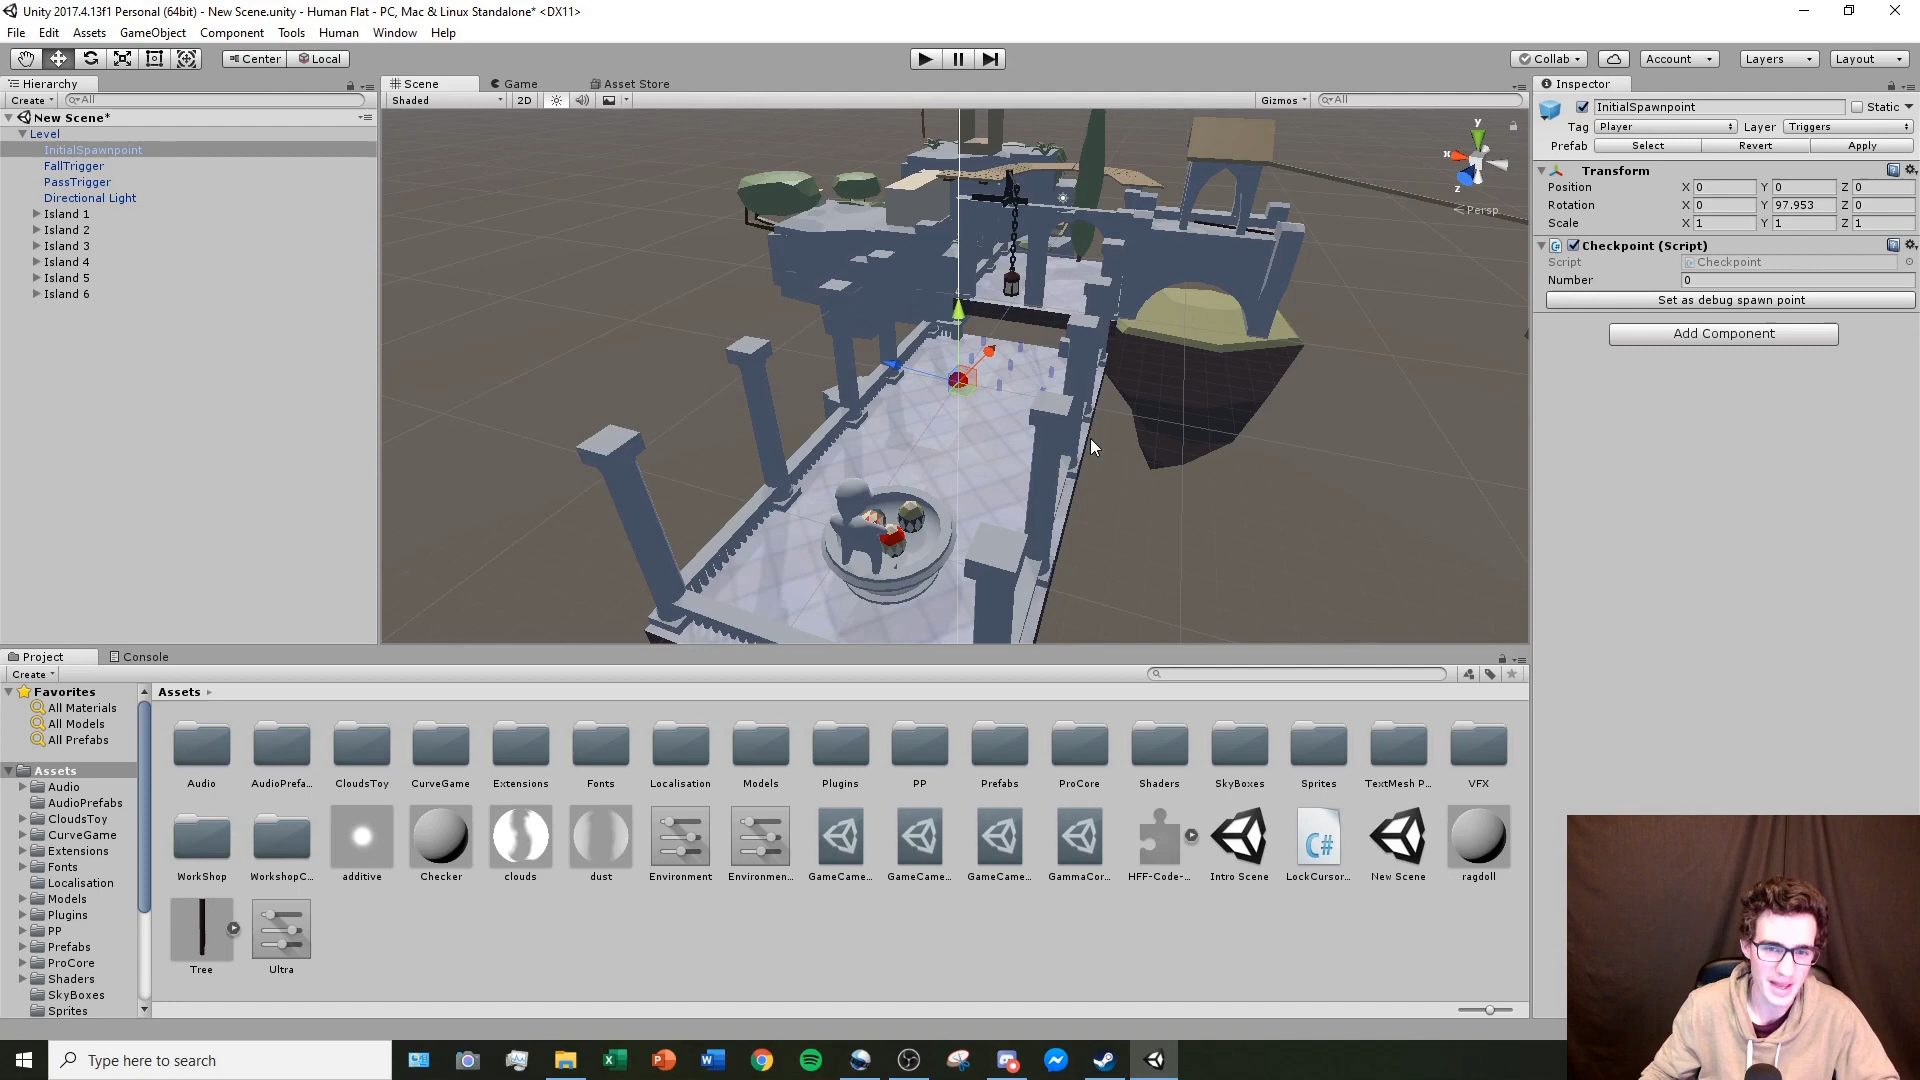 Unity 2017.4.13f1 Personal (64bit) - New Scene.unity - Human Flat - PC, Mac & Linux Standalone* <DX11>
File Edit Assets GameObject Component Tools Human Window Help
Center Local Collab Account Layers Layout
Hierarchy
Create All
New Scene*
Level
InitialSpawnpoint
FallTrigger
PassTrigger
Directional Light
Island 1
Island 2
Island 3
Island 4
Island 5
Island 6
Scene Game Asset Store
Shaded 2D Gizmos All
y
x
z
Persp
Inspector
InitialSpawnpoint Static
Tag Player Layer Triggers
Prefab Select Revert Apply
Transform
Position X 0 Y 0 Z 0
Rotation X 0 Y 97.953 Z 0
Scale X 1 Y 1 Z 1
Checkpoint (Script)
Script Checkpoint
Number 0
Set as debug spawn point
Add Component
Project Console
Create
Favorites
All Materials
All Models
All Prefabs
Assets
Audio
AudioPrefabs
CloudsToy
CurveGame
Extensions
Fonts
Localisation
Models
Plugins
PP
Prefabs
ProCore
Shaders
SkyBoxes
Sprites
Assets
Audio AudioPrefa... CloudsToy CurveGame Extensions Fonts Localisation Models Plugins PP Prefabs ProCore Shaders SkyBoxes Sprites TextMesh P... VFX
C#
WorkShop WorkshopC... additive Checker clouds dust Environment Environmen... GameCame... GameCame... GameCame... GammaCor... HFF-Code-... Intro Scene LockCursor... New Scene ragdoll
Tree Ultra
Type here to search